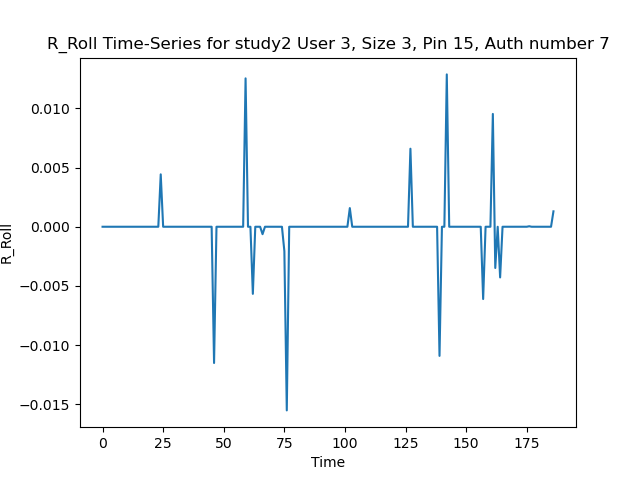 R_Roll Time-Series for study2 User 3, Size 3, Pin 15, Auth number 7
0.010
0.005
0.000
−0.005
−0.010
−0.015
R_Roll
0 25 50 75 100 125 150 175
Time